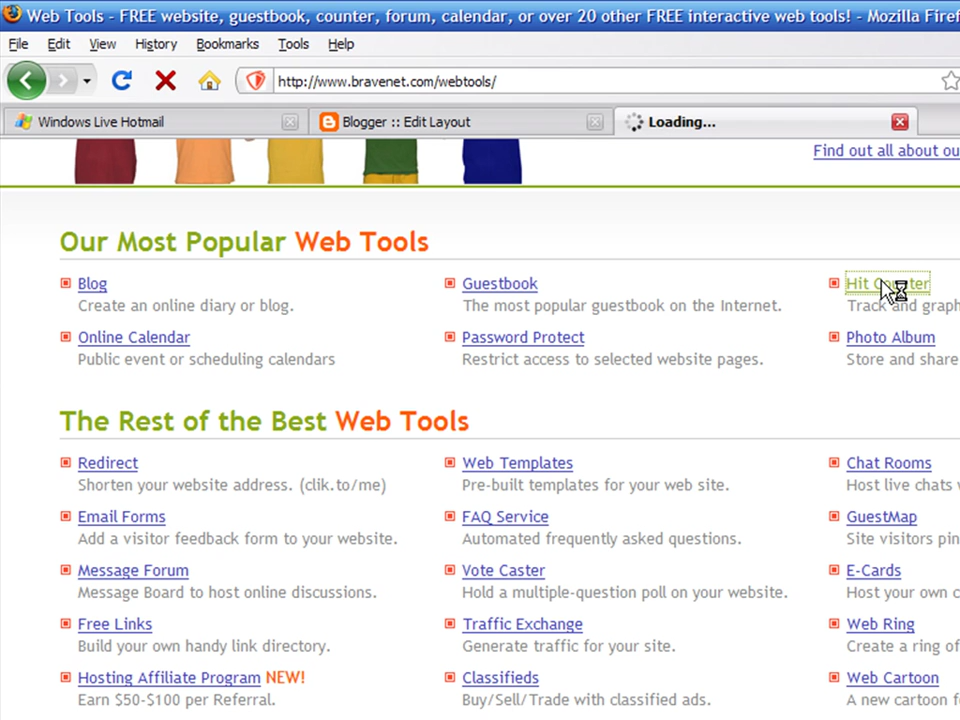 Web Tools - FREE website, guestbook, counter, forum, calendar, or over 20 other FREE interactive web tools! - Mozilla Firef
File Edit View History Bookmarks Tools Help
http://www.bravenet.com/webtools/
Windows Live Hotmail Blogger :: Edit Layout Loading...
Find out all about ou
Our Most Popular Web Tools
Blog Guestbook Hit Counter
Create an online diary or blog. The most popular guestbook on the Internet. Track and graph
Online Calendar Password Protect Photo Album
Public event or scheduling calendars Restrict access to selected website pages. Store and share
The Rest of the Best Web Tools
Redirect Web Templates Chat Rooms
Shorten your website address. (clik.to/me) Pre-built templates for your web site. Host live chats
Email Forms FAQ Service GuestMap
Add a visitor feedback form to your website. Automated frequently asked questions. Site visitors pin
Message Forum Vote Caster E-Cards
Message Board to host online discussions. Hold a multiple-question poll on your website. Host your own c
Free Links Traffic Exchange Web Ring
Build your own handy link directory. Generate traffic for your site. Create a ring of
Hosting Affiliate Program NEW! Classifieds Web Cartoon
Earn $50-$100 per Referral. Buy/Sell/Trade with classified ads. A new cartoon f